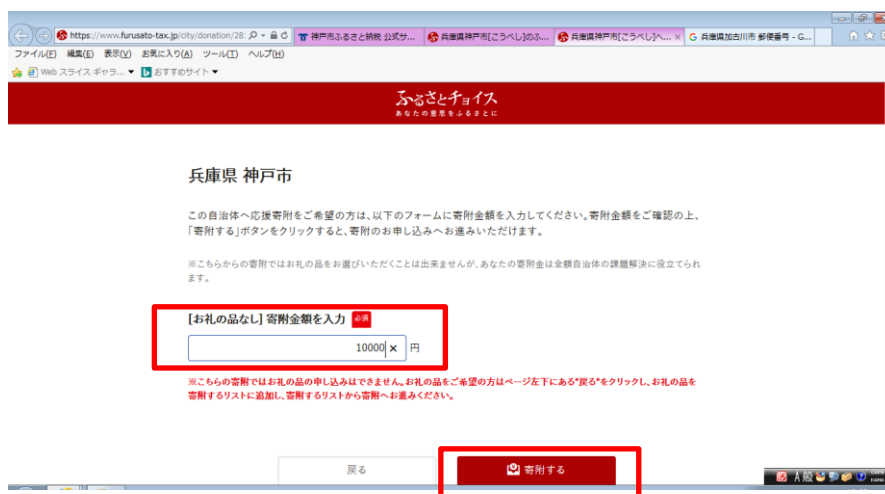 https://www.furusato-tax.jp/city/donation/28:
神戸市ふるさと納税 公式サ...
兵庫県神戸市[こうべし]のふ...
兵庫県神戸市[こうべし]へ...
兵庫県加古川市 郵便番号 - G...
ファイル(F) 編集(E) 表示(V) お気に入り(A) ツール(T) ヘルプ(H)
Web スライス ギャラ... おすすめサイト
ふるさとチョイス
あなたの意思をふるさとに
兵庫県 神戸市
この自治体へ応援寄附をご希望の方は、以下のフォームに寄附金額を入力してください。寄附金額をご確認の上、
「寄附する」ボタンをクリックすると、寄附のお申し込みへお進みいただけます。
※こちらからの寄附ではお礼の品をお選びいただくことは出来ませんが、あなたの寄附金は全額自治体の課題解決に役立てられ
ます。
[お礼の品なし] 寄附金額を入力 必須
10000 円
※こちらの寄附ではお礼の品の申し込みはできません。お礼の品をご希望の方はページ左下にある"戻る"をクリックし、お礼の品を
寄附するリストに追加し、寄附するリストから寄附へお進みください。
戻る
寄附する
A 般